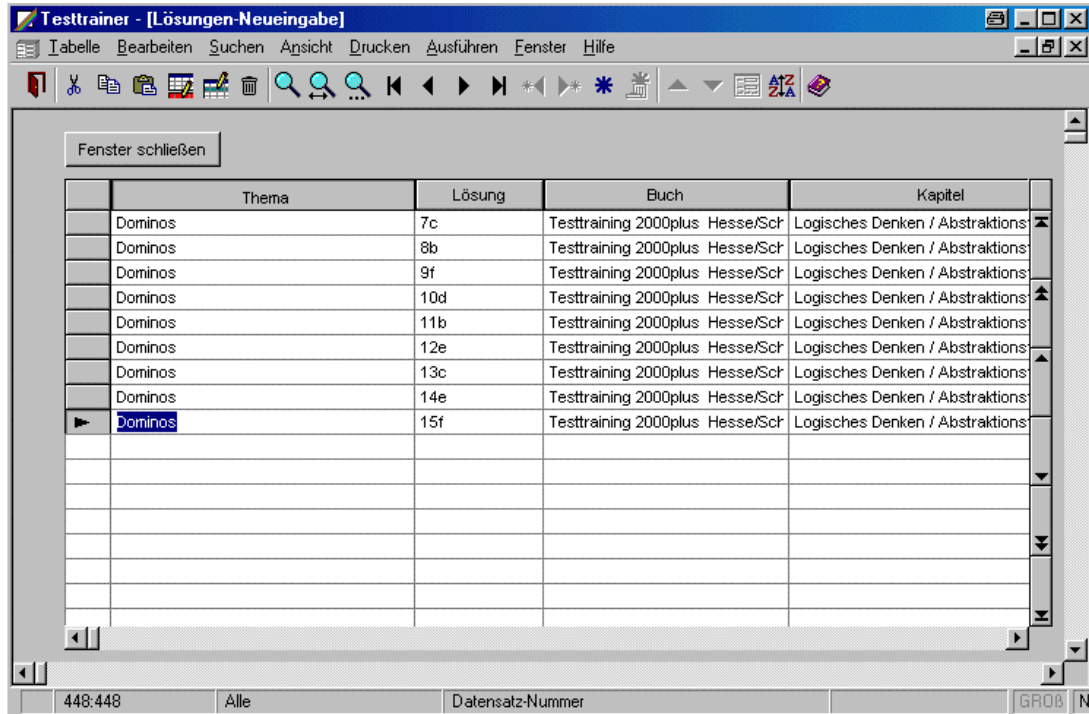 Testtrainer - [Lösungen-Neueingabe]
Tabelle Bearbeiten Suchen Ansicht Drucken Ausführen Fenster Hilfe
Fenster schließen
Thema Lösung Buch Kapitel
Dominos 7c Testtraining 2000plus Hesse/Sch Logisches Denken / Abstraktions
Dominos 8b Testtraining 2000plus Hesse/Sch Logisches Denken / Abstraktions
Dominos 9f Testtraining 2000plus Hesse/Sch Logisches Denken / Abstraktions
Dominos 10d Testtraining 2000plus Hesse/Sch Logisches Denken / Abstraktions
Dominos 11b Testtraining 2000plus Hesse/Sch Logisches Denken / Abstraktions
Dominos 12e Testtraining 2000plus Hesse/Sch Logisches Denken / Abstraktions
Dominos 13c Testtraining 2000plus Hesse/Sch Logisches Denken / Abstraktions
Dominos 14e Testtraining 2000plus Hesse/Sch Logisches Denken / Abstraktions
Dominos 15f Testtraining 2000plus Hesse/Sch Logisches Denken / Abstraktions
448:448 Alle Datensatz-Nummer GROß N